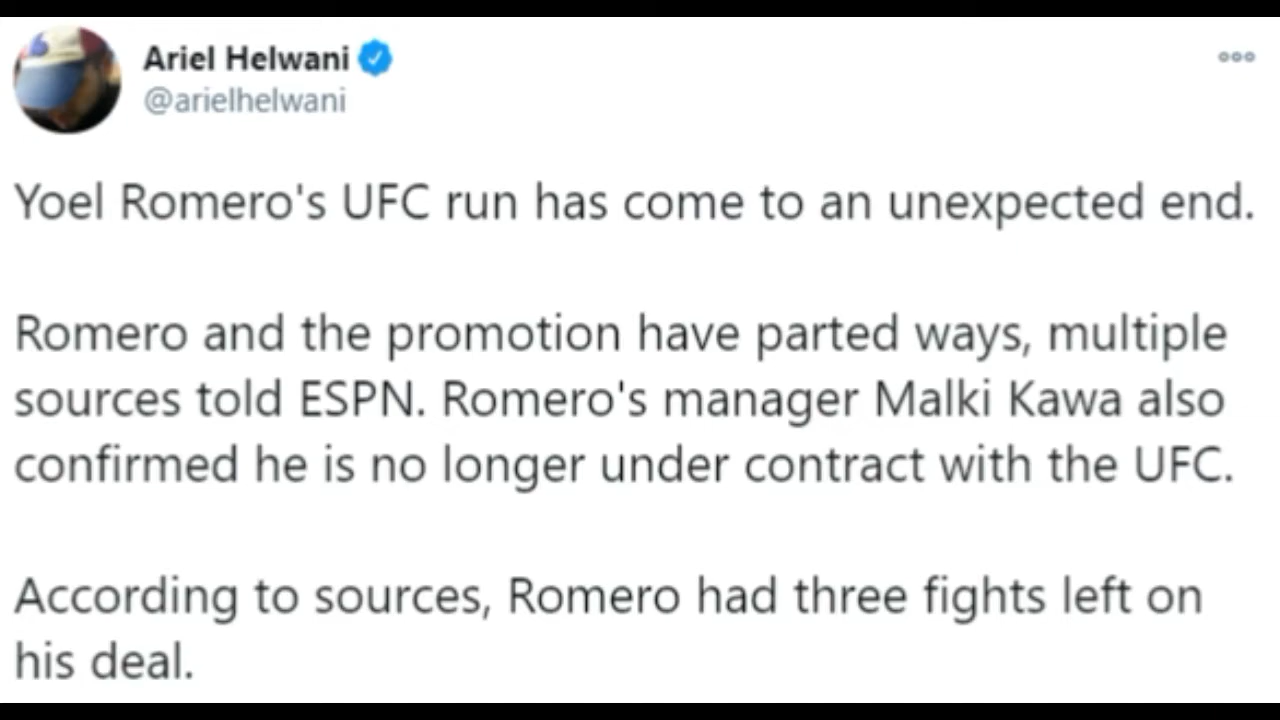 Ariel Helwani
@arielhelwani
Yoel Romero's UFC run has come to an unexpected end.
Romero and the promotion have parted ways, multiple
sources told ESPN. Romero's manager Malki Kawa also
confirmed he is no longer under contract with the UFC.
According to sources, Romero had three fights left on
his deal.